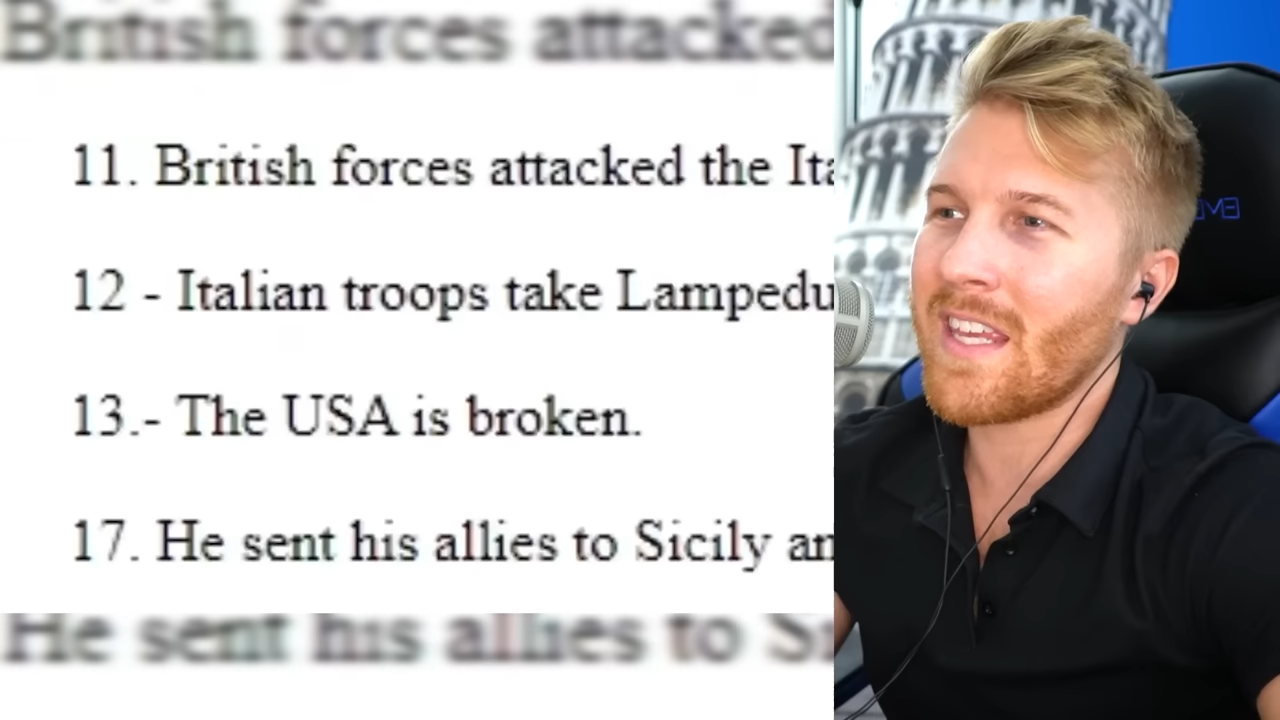 British forces attacked
11. British forces attacked the Ita
12 - Italian troops take Lampedu
13.- The USA is broken.
17. He sent his allies to Sicily an
He sent his allies to Si